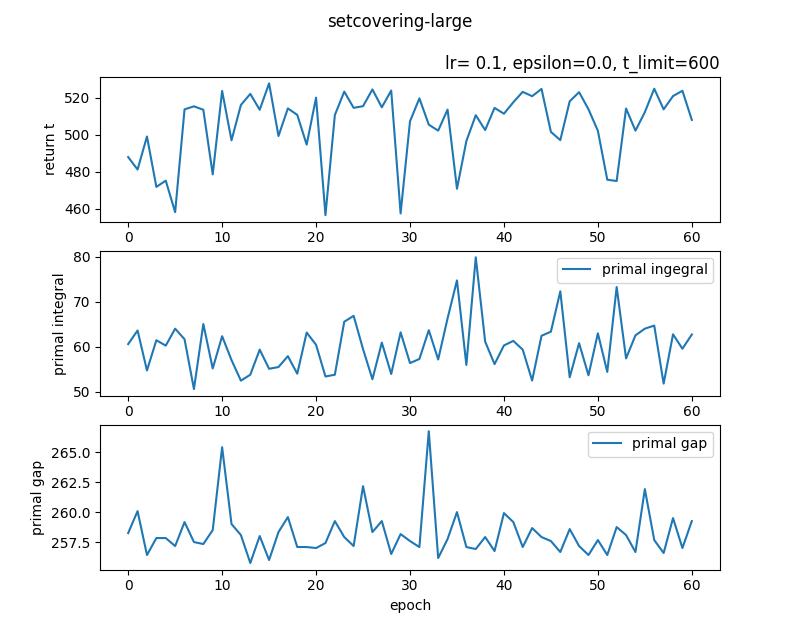 setcovering-large
lr= 0.1, epsilon=0.0, t_limit=600
return t
520
500
480
460
0 10 20 30 40 50 60
primal integral
80
70
60
50
primal ingegral
0 10 20 30 40 50 60
primal gap
265.0
262.5
260.0
257.5
primal gap
0 10 20 30 40 50 60
epoch